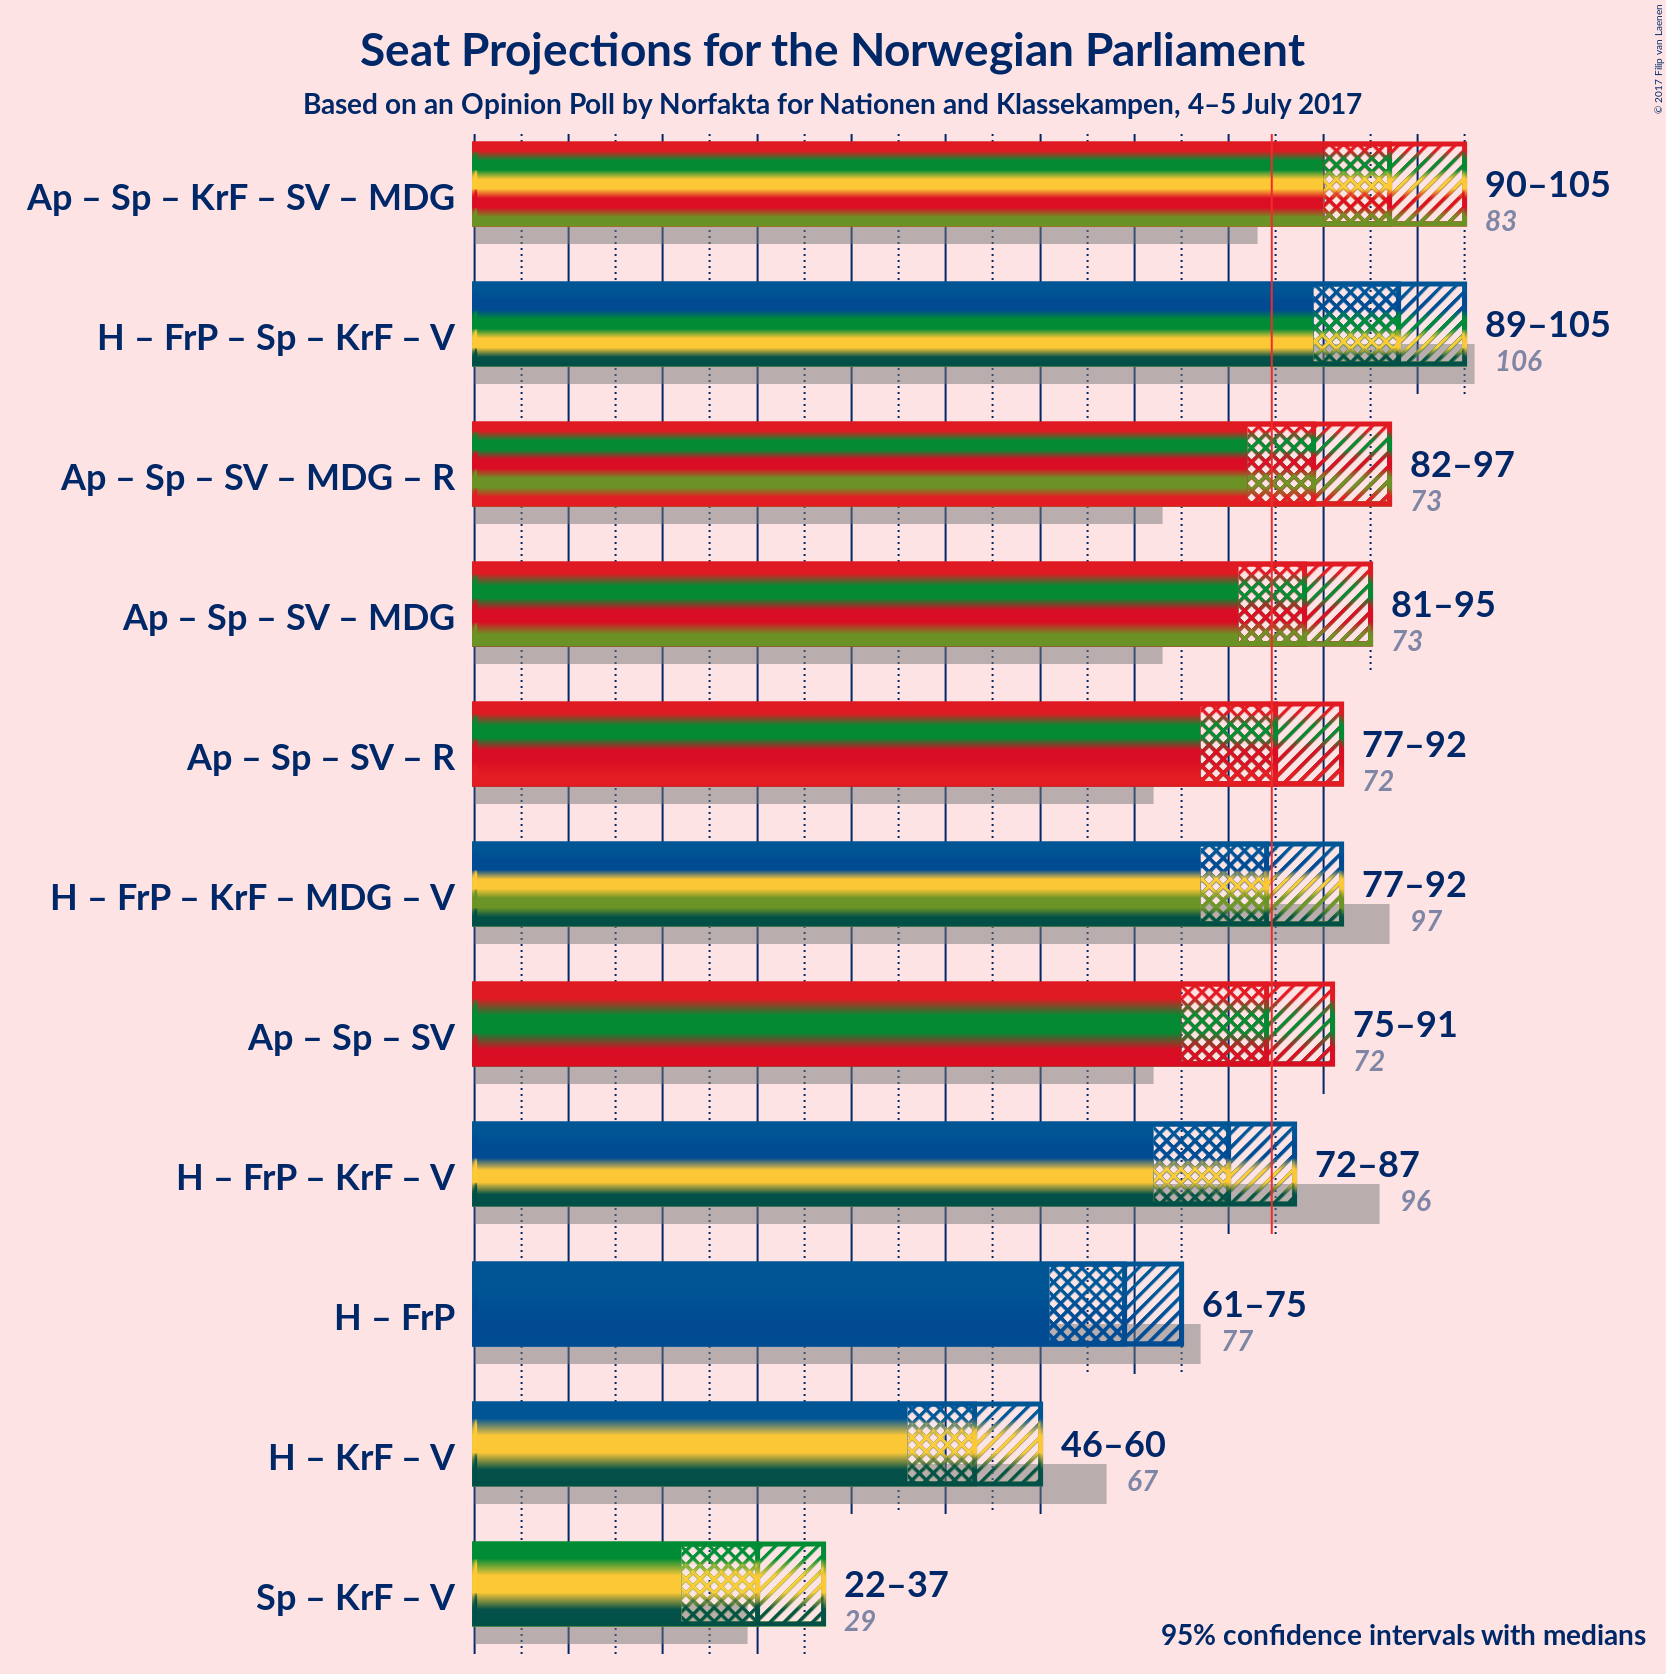 Seat Projections for the Norwegian Parliament
Based on an Opinion Poll by Norfakta for Nationen and Klassekampen, 4–5 July 2017
© 2017 Filip van Laenen
Ap – Sp – KrF – SV – MDG
90–105
83
H – FrP – Sp – KrF – V
89–105
106
Ap – Sp – SV – MDG – R
82–97
73
Ap – Sp – SV – MDG
81–95
73
Ap – Sp – SV – R
77–92
72
H – FrP – KrF – MDG – V
77–92
97
Ap – Sp – SV
75–91
72
H – FrP – KrF – V
72–87
96
H – FrP
61–75
77
H – KrF – V
46–60
67
Sp – KrF – V
22–37
29
95% confidence intervals with medians